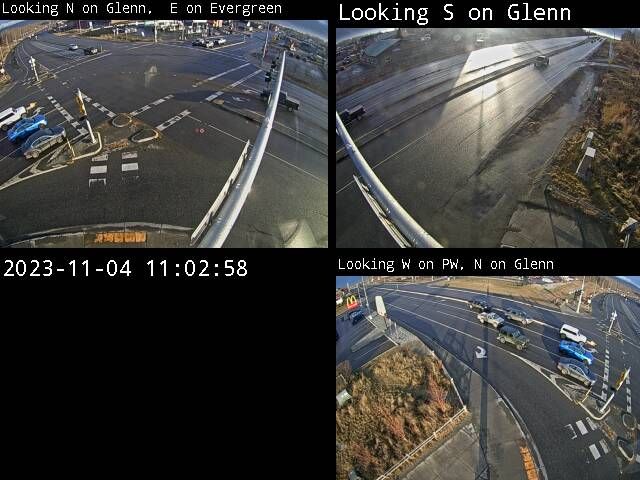 Looking N on Glenn,  E on Evergreen
Looking S on Glenn
2023-11-04 11:02:58
Looking W on PW, N on Glenn